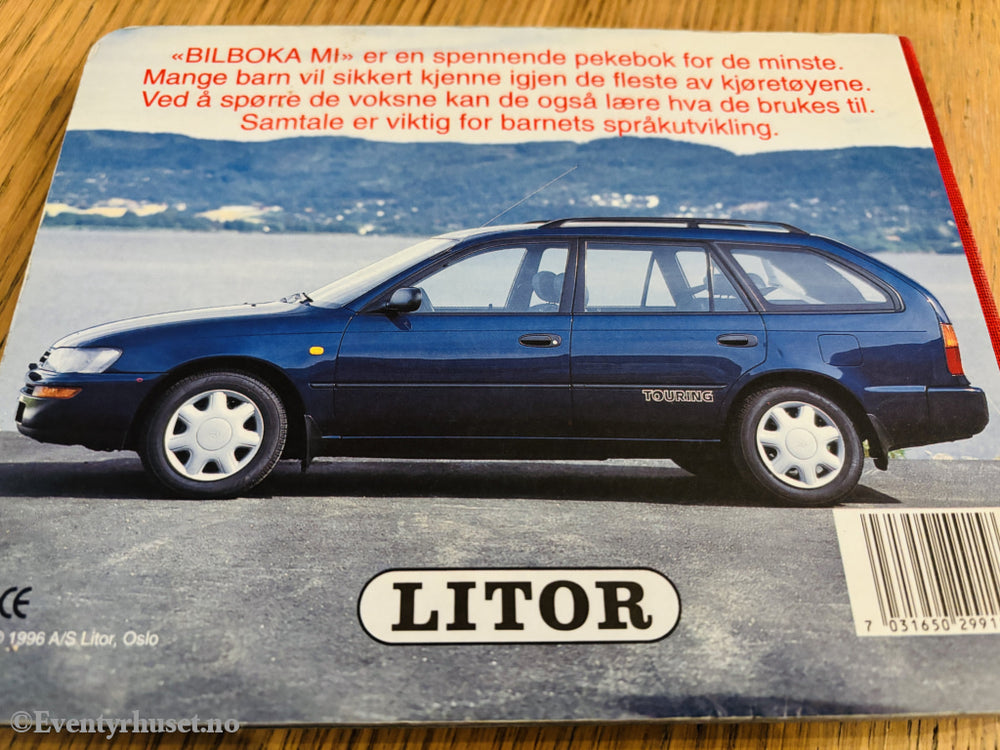 «BILBOKA MI» er en spennende pekebok for de minste.
Mange barn vil sikkert kjenne igjen de fleste av kjøretøyene.
Ved å spørre de voksne kan de også lære hva de brukes til.
Samtale er viktig for barnets språkutvikling.
TOURING
LITOR
CE
© 1996 A/S Litor, Oslo
7 031650 2991
©Eventyrhuset.no